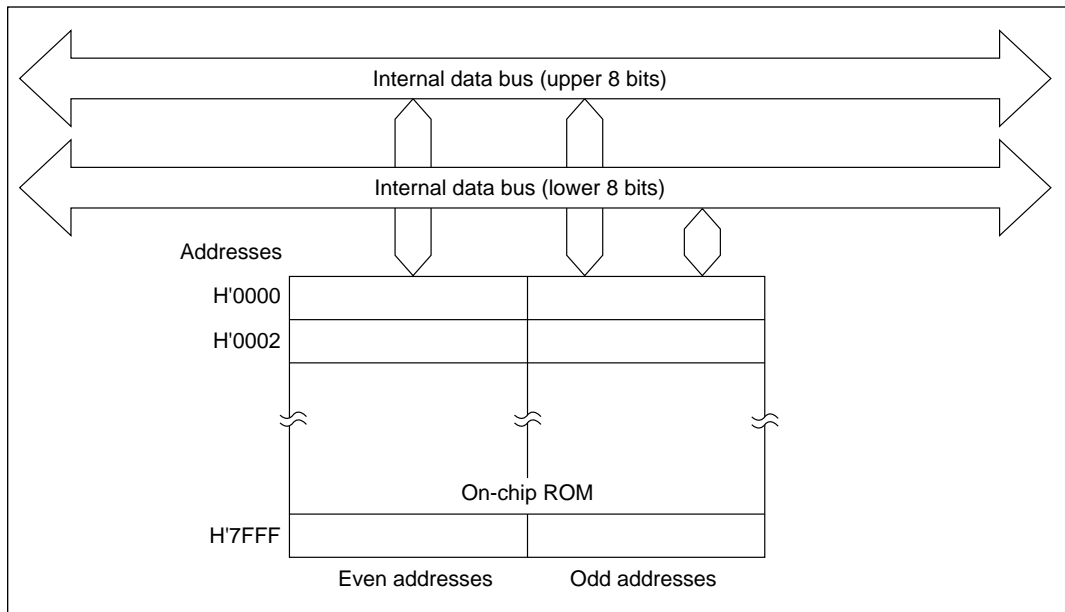 Internal data bus (upper 8 bits)
Internal data bus (lower 8 bits)
Addresses
H'0000
H'0002
On-chip ROM
H'7FFF
Even addresses
Odd addresses